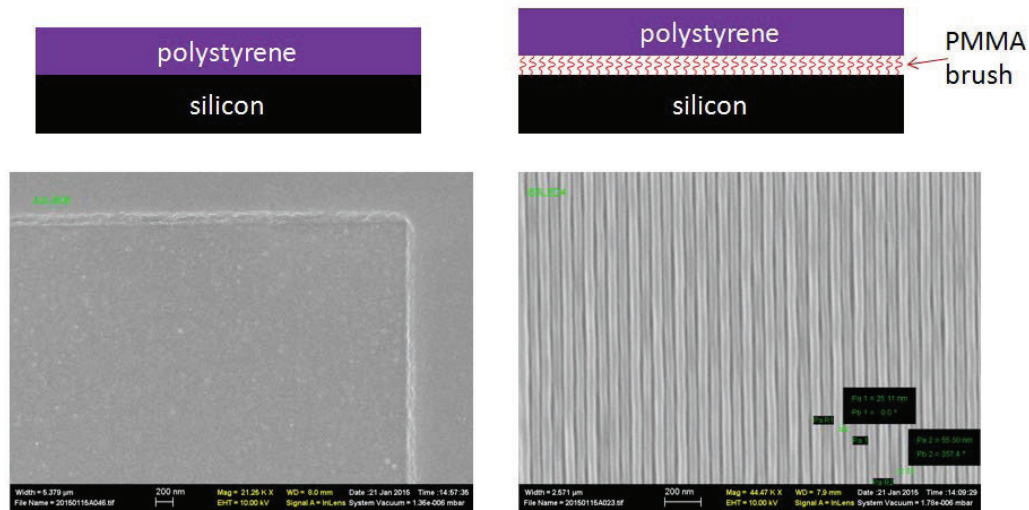 polystyrene
silicon
polystyrene
silicon
PMMA
brush
Width = 5.379 µm
File Name = 20150115A046.tif
200 nm
Mag = 21.25 K X
EHT = 10.00 kV
WD = 8.0 mm
Signal A = InLens
Date :21 Jan 2015
System Vacuum = 1.36e-006 mbar
Time :14:57:35
Width = 2.571 µm
File Name = 20150115A023.tif
200 nm
Mag = 44.47 K X
EHT = 10.00 kV
WD = 7.9 mm
Signal A = InLens
Date :21 Jan 2015
System Vacuum = 1.78e-006 mbar
Time :14:09:29
Pa 1 = 25.11 nm
Pb 1 = 0.0 °
Pa R1
Pa 1
Pa 2 = 55.30 nm
Pb 2 = 357.4 °